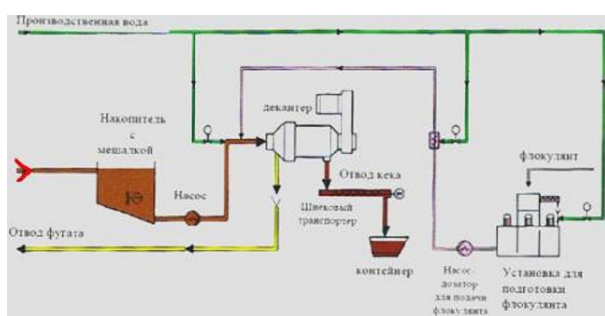 Производственная вода
Накопитель
с
мешалкой
декантер
флокулянт
Насос
Отвод кека
Шнековый
транспортер
Отвод фугата
контейнер
Насос-
дозатор
для подачи
флокулянта
Установка для
подготовки
флокулянта